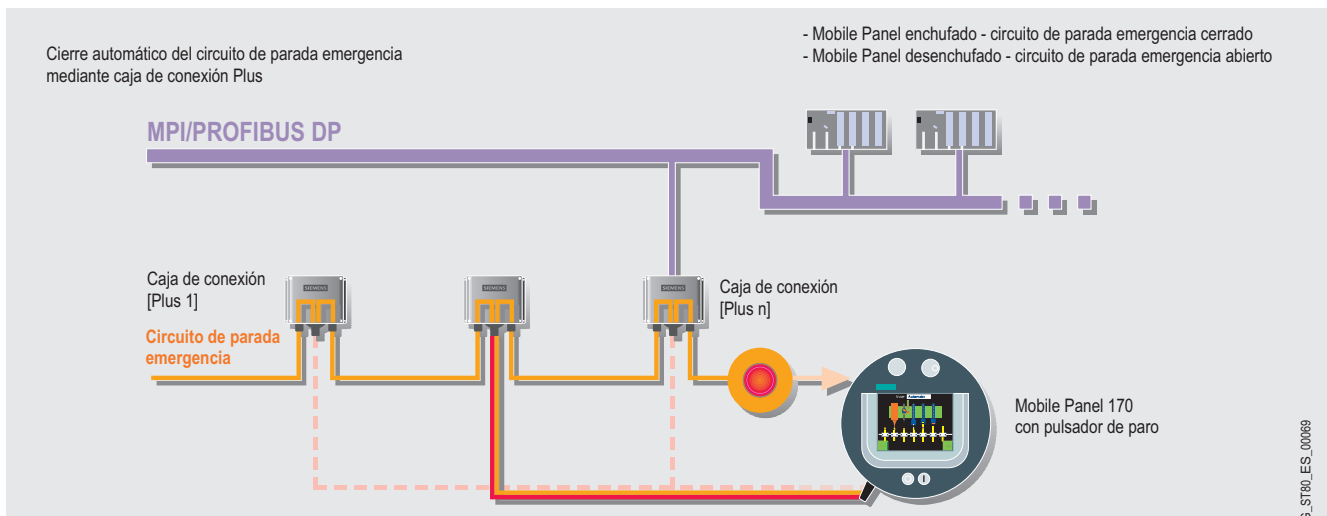 Cierre automático del circuito de parada emergencia
mediante caja de conexión Plus
- Mobile Panel enchufado - circuito de parada emergencia cerrado
- Mobile Panel desenchufado - circuito de parada emergencia abierto
MPI/PROFIBUS DP
Caja de conexión
[Plus 1]
SIEMENS
SIEMENS
SIEMENS
Caja de conexión
[Plus n]
Circuito de parada
emergencia
Automatic
Mobile Panel 170
con pulsador de paro
_ST80_ES_00069